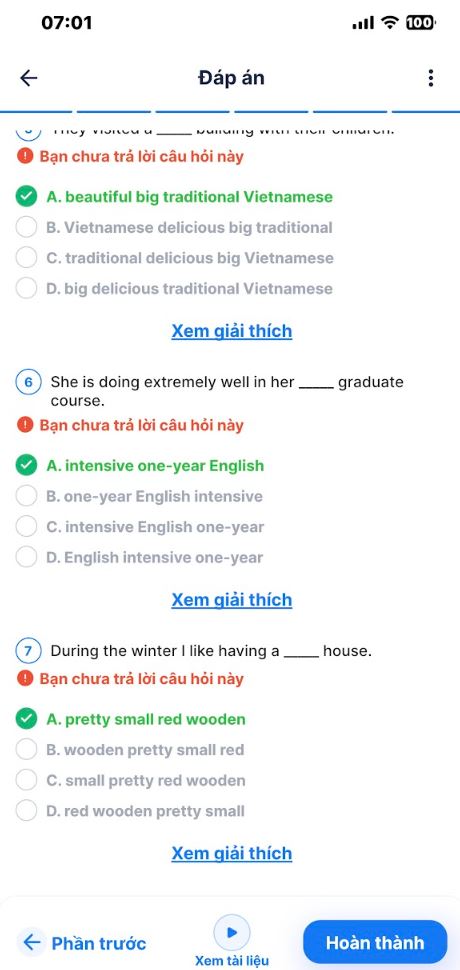 07:01
100
Đáp án
5 They visited a _____ building with their children.
Bạn chưa trả lời câu hỏi này
A. beautiful big traditional Vietnamese
B. Vietnamese delicious big traditional
C. traditional delicious big Vietnamese
D. big delicious traditional Vietnamese
Xem giải thích
6 She is doing extremely well in her _____ graduate
course.
Bạn chưa trả lời câu hỏi này
A. intensive one-year English
B. one-year English intensive
C. intensive English one-year
D. English intensive one-year
Xem giải thích
7 During the winter I like having a _____ house.
Bạn chưa trả lời câu hỏi này
A. pretty small red wooden
B. wooden pretty small red
C. small pretty red wooden
D. red wooden pretty small
Xem giải thích
Phần trước
Xem tài liệu
Hoàn thành